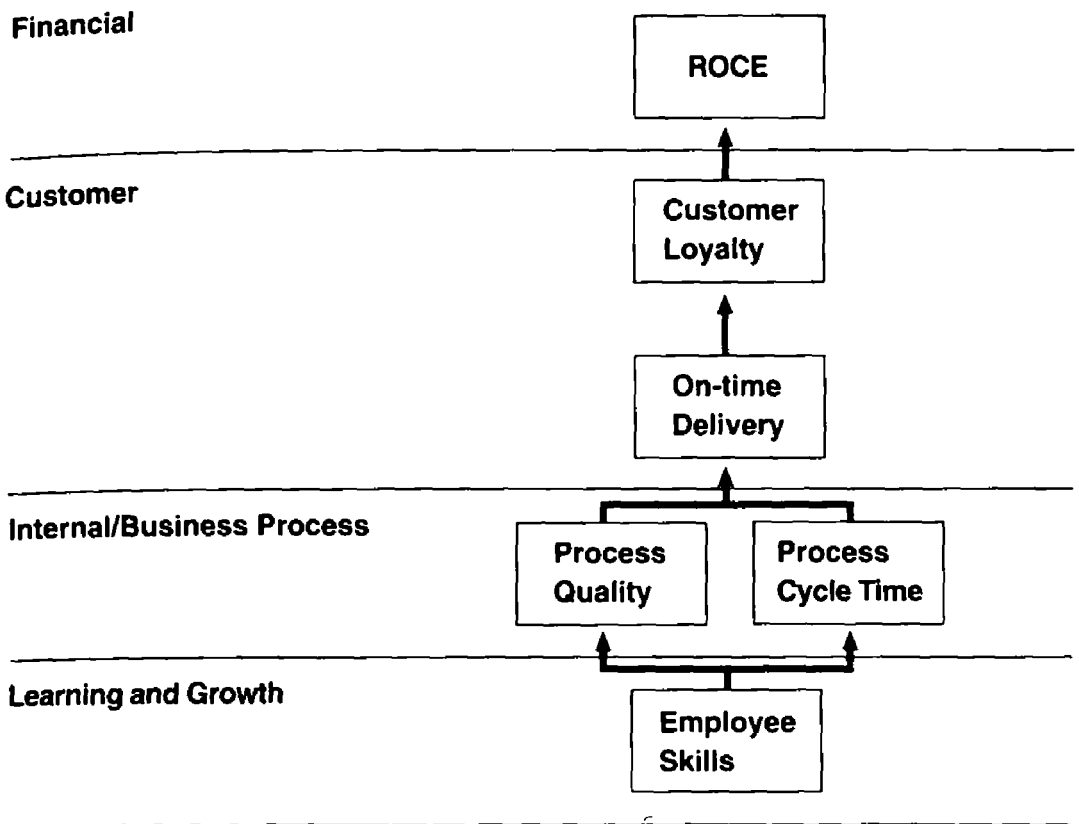 Financial
ROCE
Customer
Customer
Loyalty
On-time
Delivery
Internal/Business Process
Process
Quality
Process
Cycle Time
Learning and Growth
Employee
Skills